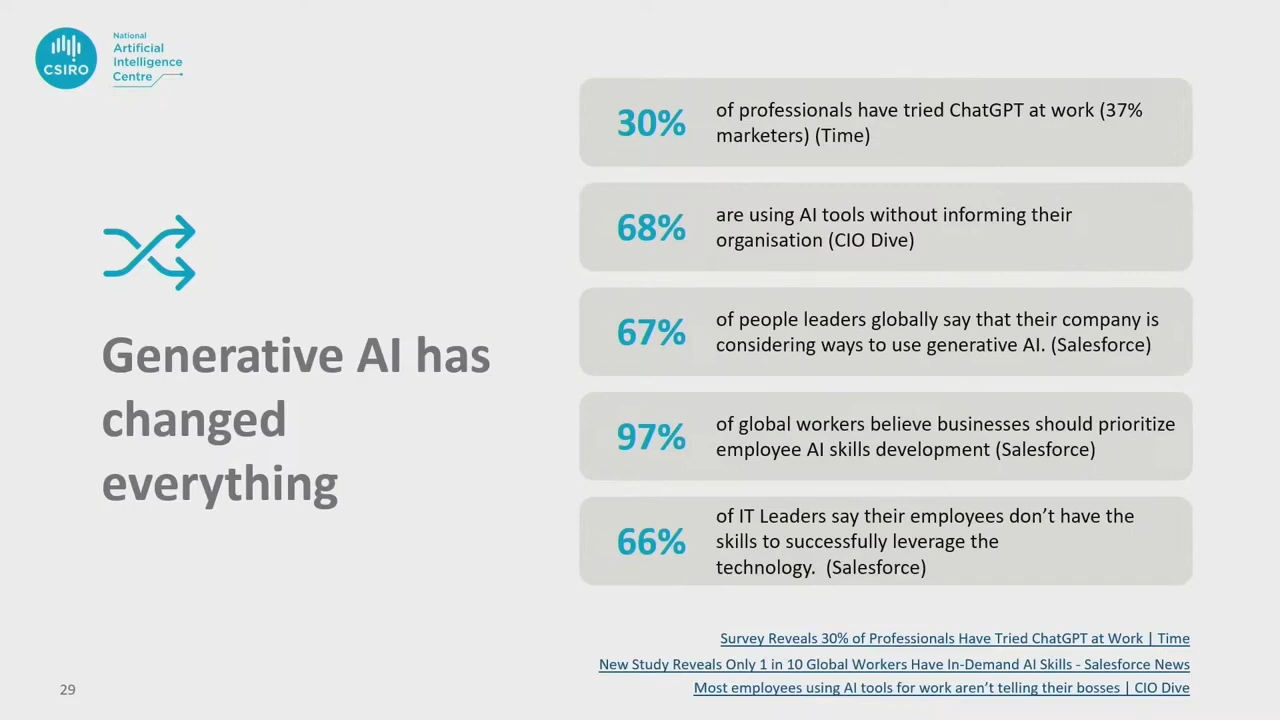 CSIRO
National
Artificial
Intelligence
Centre
Generative AI has
changed
everything
30%
of professionals have tried ChatGPT at work (37%
marketers) (Time)
68%
are using AI tools without informing their
organisation (CIO Dive)
67%
of people leaders globally say that their company is
considering ways to use generative AI. (Salesforce)
97%
of global workers believe businesses should prioritize
employee AI skills development (Salesforce)
66%
of IT Leaders say their employees don’t have the
skills to successfully leverage the
technology.  (Salesforce)
Survey Reveals 30% of Professionals Have Tried ChatGPT at Work | Time
New Study Reveals Only 1 in 10 Global Workers Have In-Demand AI Skills - Salesforce News
Most employees using AI tools for work aren’t telling their bosses | CIO Dive
29